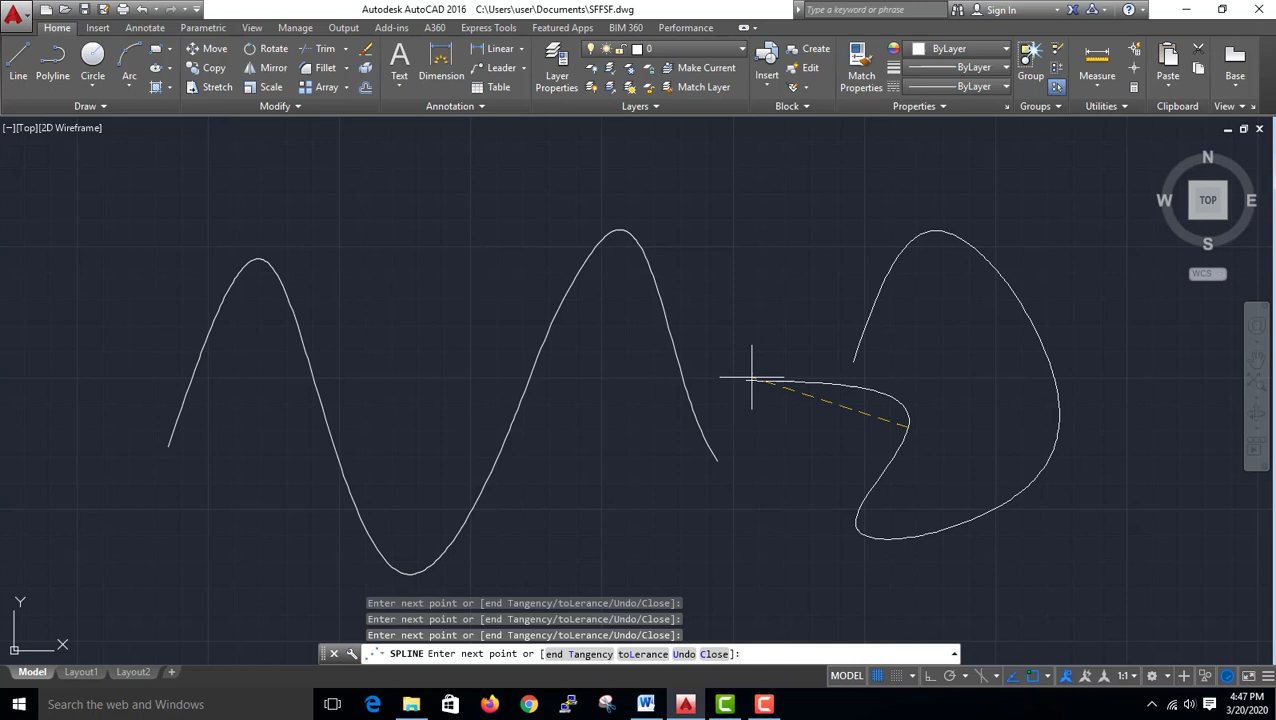 Autodesk AutoCAD 2016 C:\Users\user\Documents\SFFSF.dwg
Type a keyword or phrase
Sign In
Home Insert Annotate Parametric View Manage Output Add-ins A360 Express Tools Featured Apps BIM 360 Performance
Line Polyline Circle Arc
Move Rotate Trim
Copy Mirror Fillet
Stretch Scale Array
Text Dimension
Linear
Leader
Table
Layer Properties
0
Make Current
Match Layer
Insert
Create
Edit
Match Properties
ByLayer
ByLayer
ByLayer
Group
Measure
Paste
Base
Draw Modify Annotation Layers Block Properties Groups Utilities Clipboard View
[−][Top][2D Wireframe]
N
W TOP E
S
WCS
Y
X
Enter next point or [end Tangency/toLerance/Undo/Close]:
Enter next point or [end Tangency/toLerance/Undo/Close]:
Enter next point or [end Tangency/toLerance/Undo/Close]:
SPLINE Enter next point or [end Tangency toLerance Undo Close]:
Model Layout1 Layout2
MODEL 1:1
Search the web and Windows
4:47 PM
3/20/2020